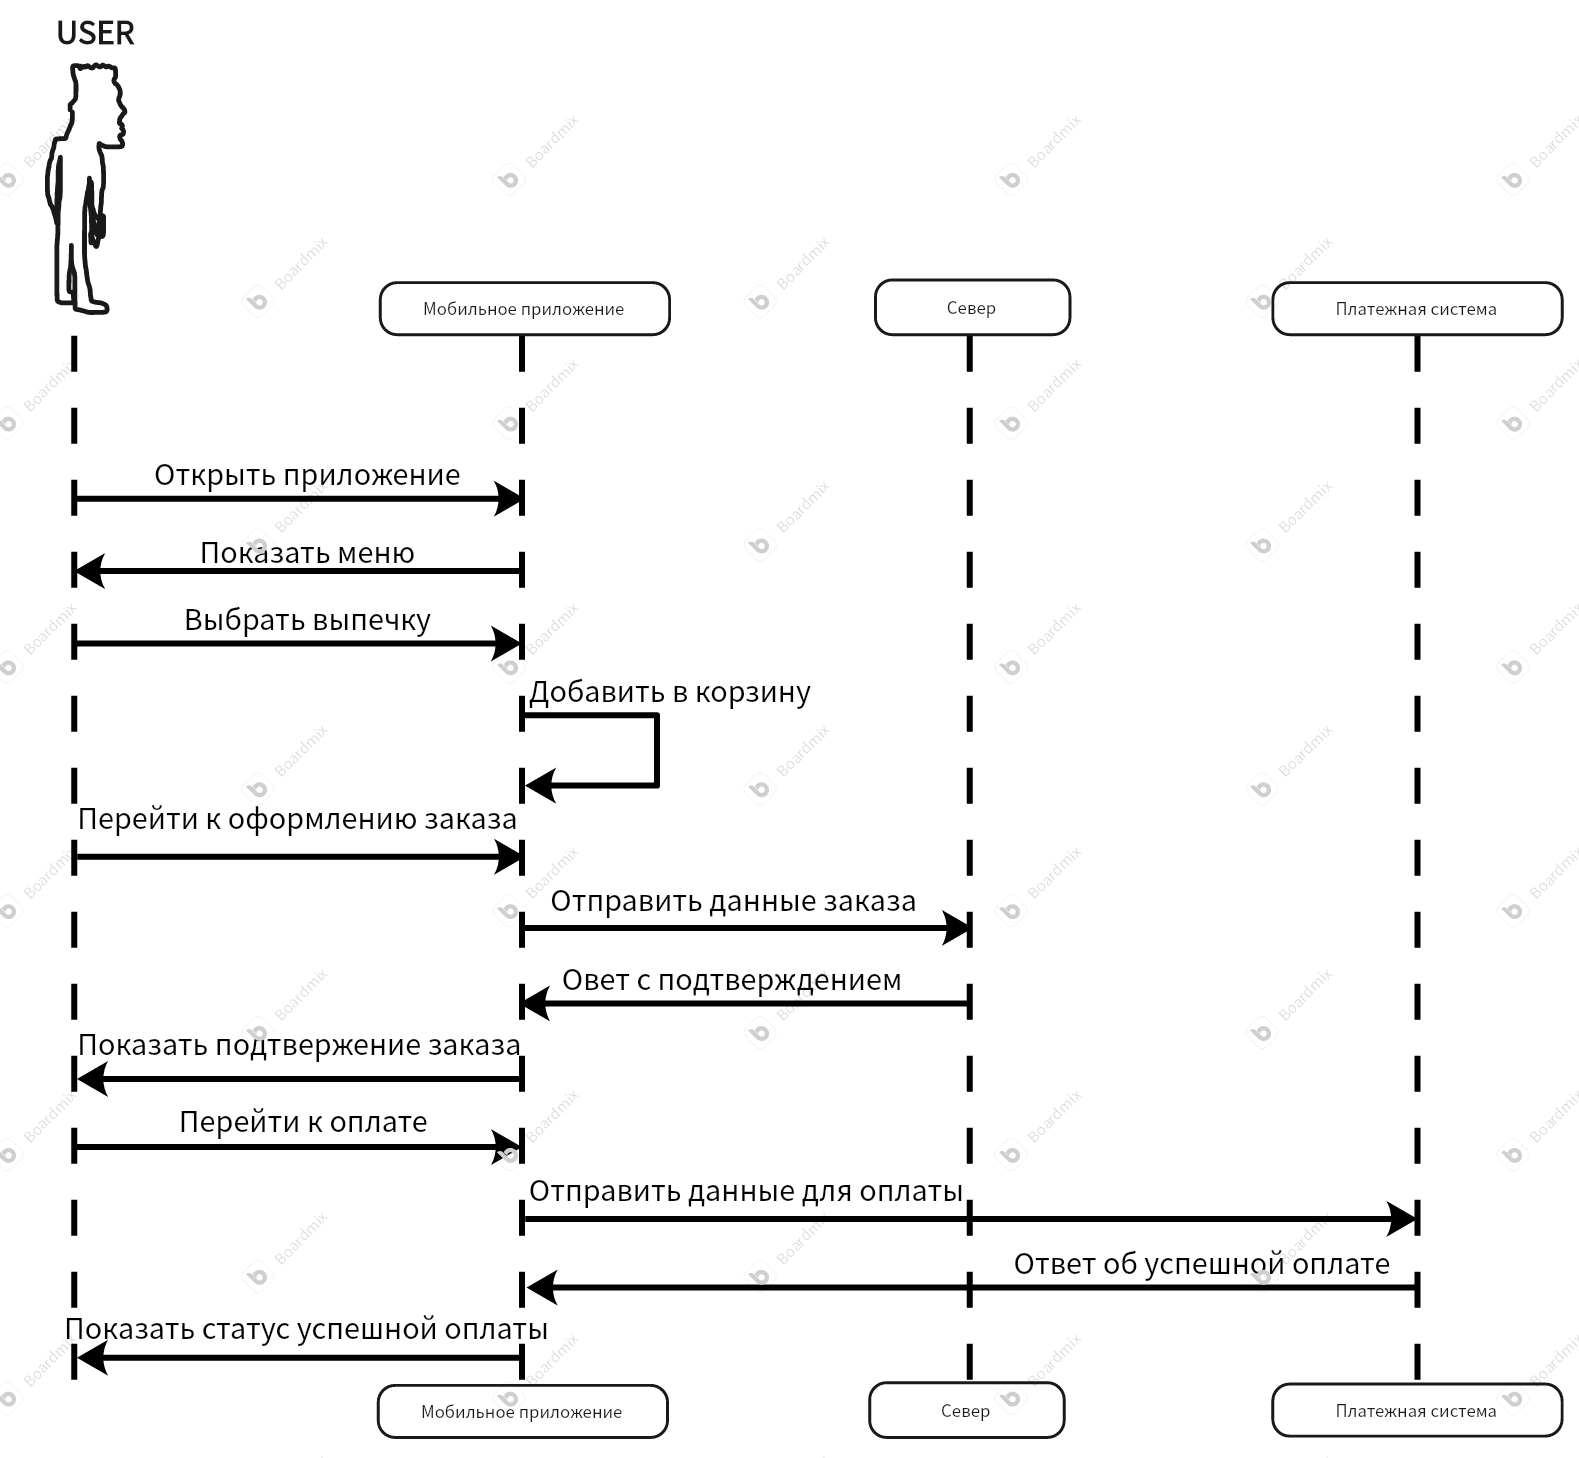 USER
Мобильное приложение
Север
Платежная система
Открыть приложение
Показать меню
Выбрать выпечку
Добавить в корзину
Перейти к оформлению заказа
Отправить данные заказа
Овет с подтверждением
Показать подтвержение заказа
Перейти к оплате
Отправить данные для оплаты
Ответ об успешной оплате
Показать статус успешной оплаты
Мобильное приложение
Север
Платежная система
Boardmix